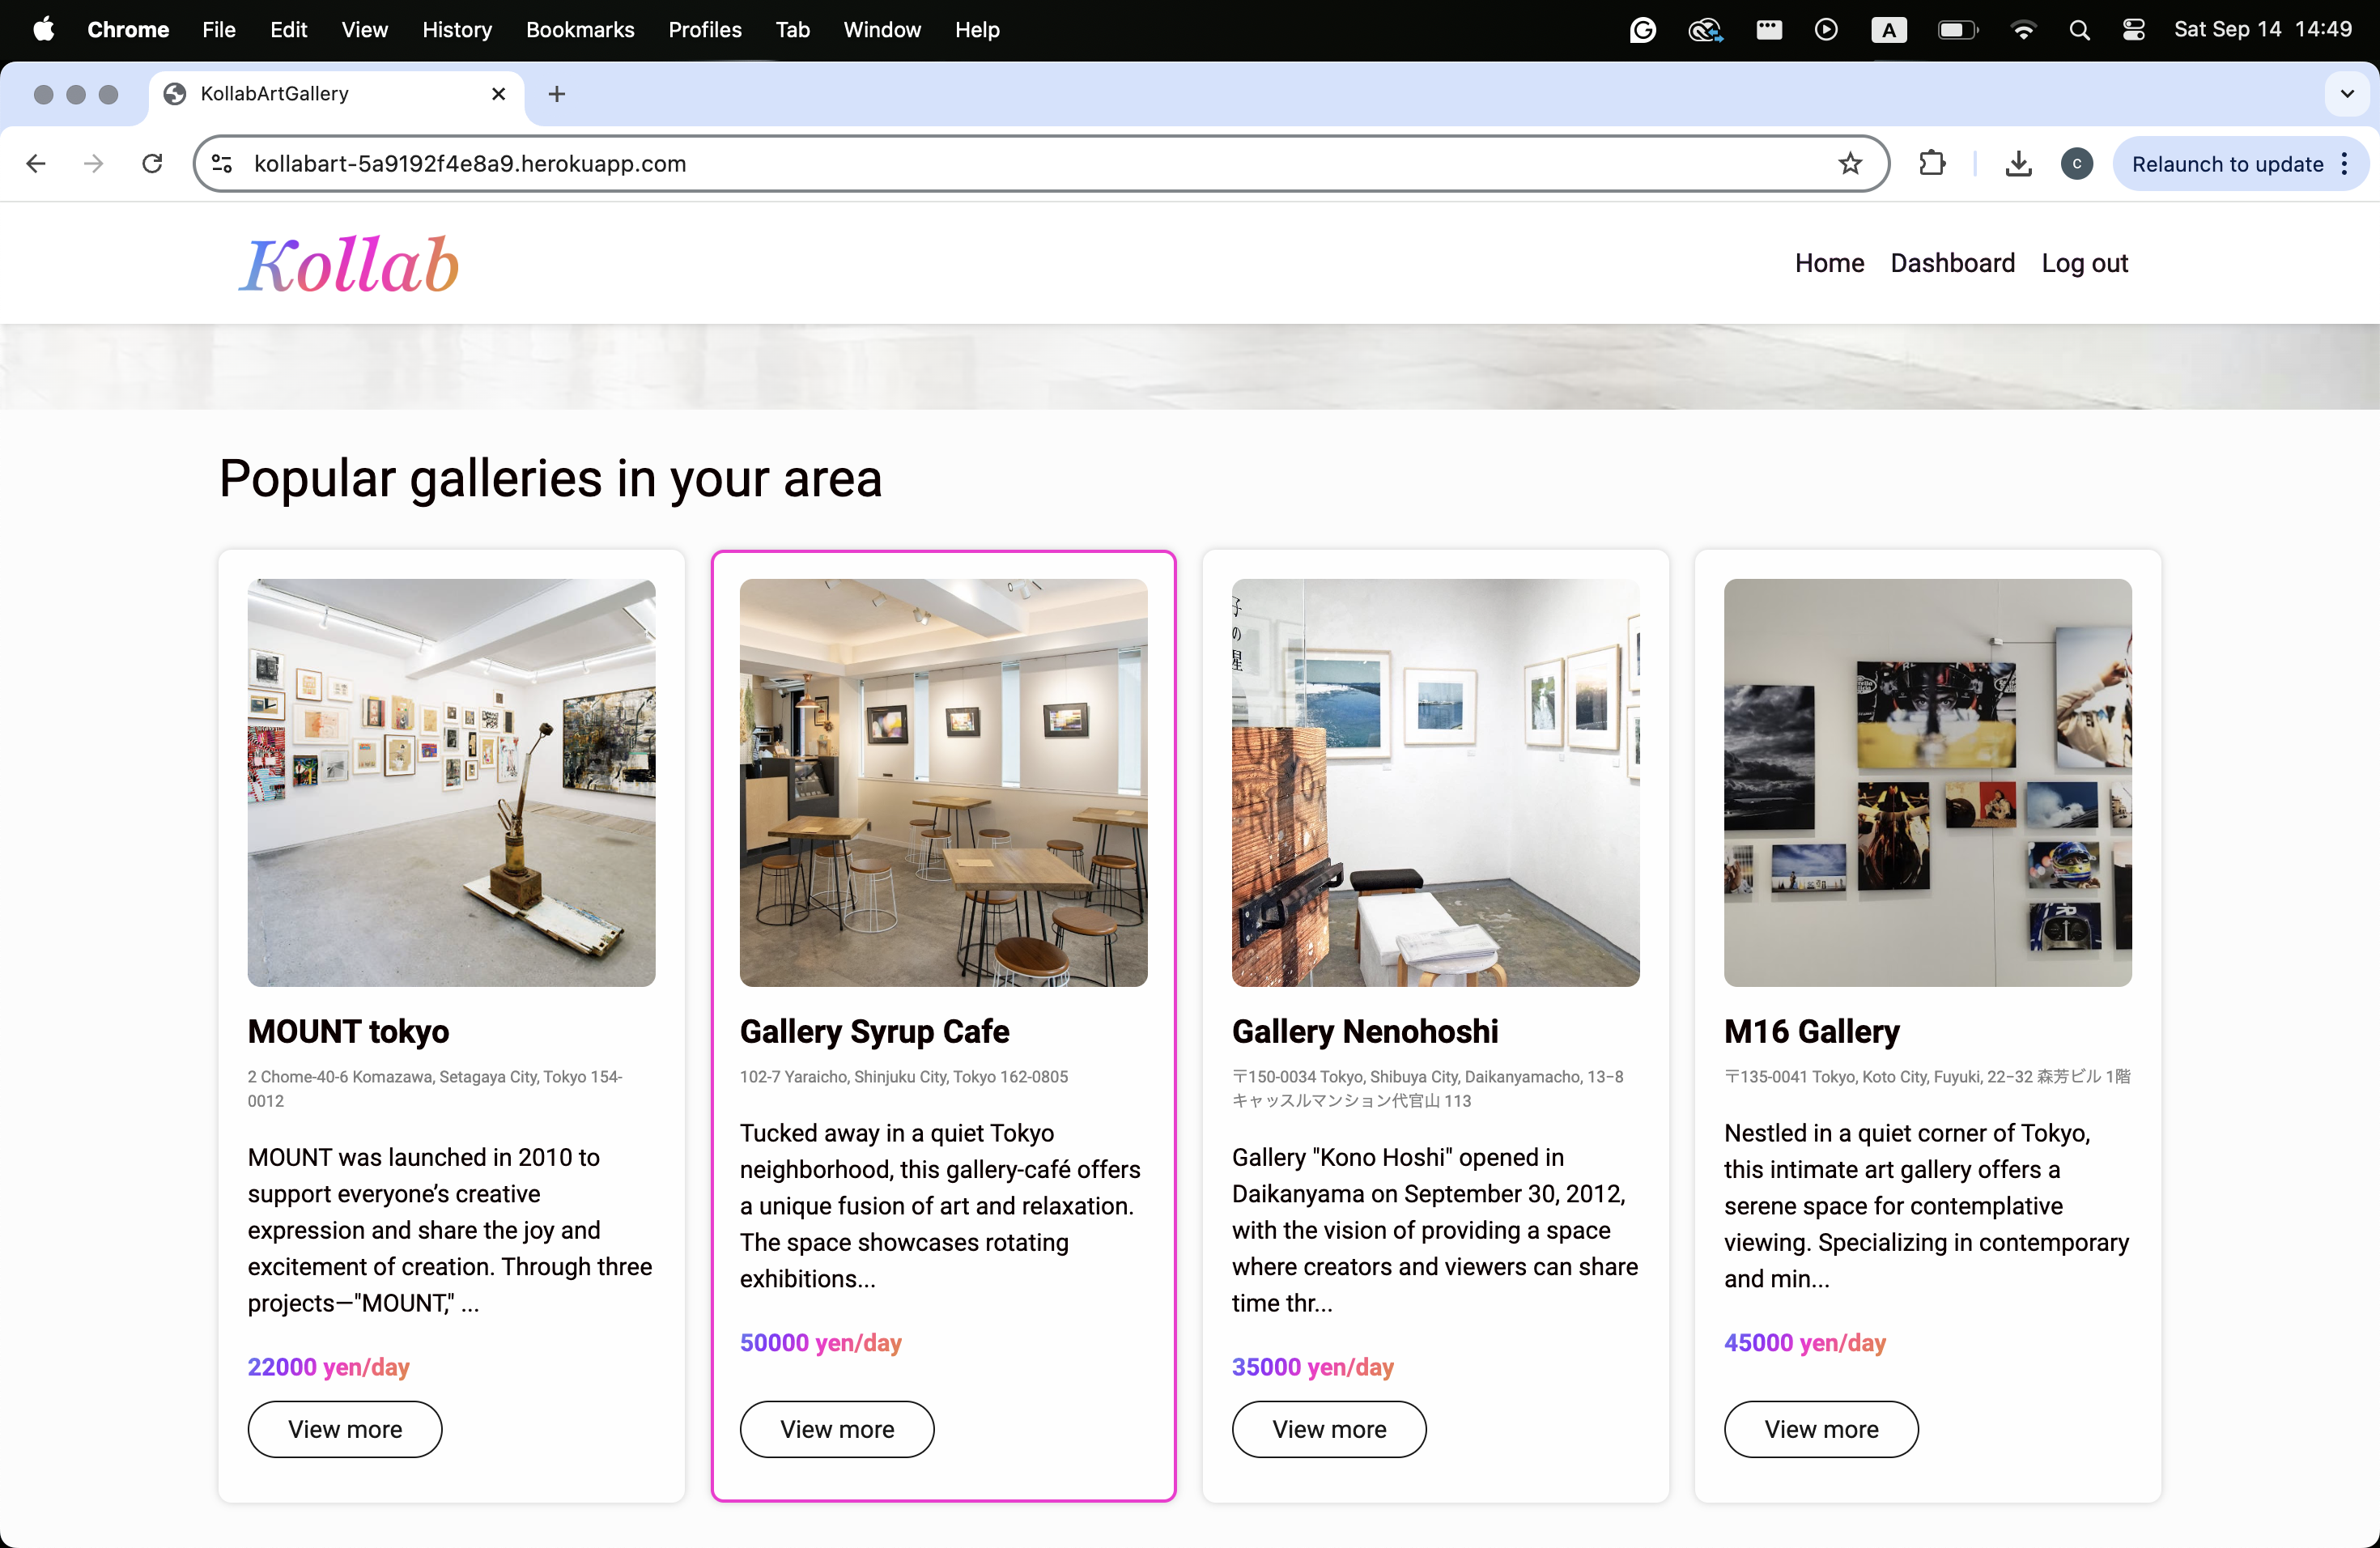 Chrome File Edit View History Bookmarks Profiles Tab Window Help A Sat Sep 14 14:49
KollabArtGallery
kollabart-5a9192f4e8a9.herokuapp.com c Relaunch to update
Kollab
Home Dashboard Log out
Popular galleries in your area
MOUNT tokyo
2 Chome-40-6 Komazawa, Setagaya City, Tokyo 154-
0012
MOUNT was launched in 2010 to
support everyone’s creative
expression and share the joy and
excitement of creation. Through three
projects—"MOUNT," ...
22000 yen/day
View more
Gallery Syrup Cafe
102-7 Yaraicho, Shinjuku City, Tokyo 162-0805
Tucked away in a quiet Tokyo
neighborhood, this gallery-café offers
a unique fusion of art and relaxation.
The space showcases rotating
exhibitions...
50000 yen/day
View more
Gallery Nenohoshi
〒150-0034 Tokyo, Shibuya City, Daikanyamacho, 13−8
キャッスルマンション代官山 113
Gallery "Kono Hoshi" opened in
Daikanyama on September 30, 2012,
with the vision of providing a space
where creators and viewers can share
time thr...
35000 yen/day
View more
M16 Gallery
〒135-0041 Tokyo, Koto City, Fuyuki, 22−32 森芳ビル 1階
Nestled in a quiet corner of Tokyo,
this intimate art gallery offers a
serene space for contemplative
viewing. Specializing in contemporary
and min...
45000 yen/day
View more